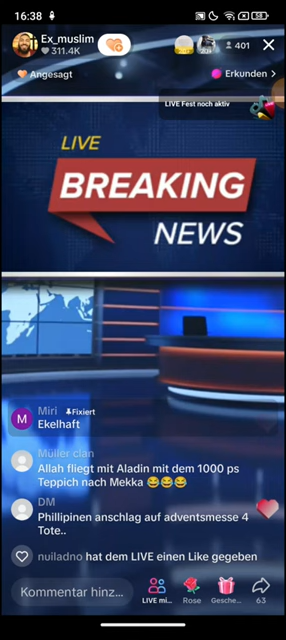 16:38
58
Ex_muslim
311.4K
401
Angesagt
Erkunden >
LIVE Fest noch aktiv
LIVE
BREAKING
NEWS
Miri Fixiert
M
Ekelhaft
Müller clan
Allah fliegt mit Aladin mit dem 1000 ps
Teppich nach Mekka 😂😂😂
DM
Phillipinen anschlag auf adventsmesse 4
Tote..
nuiladno hat dem LIVE einen Like gegeben
Kommentar hinz...
LIVE mi...
Rose
Gesche...
63